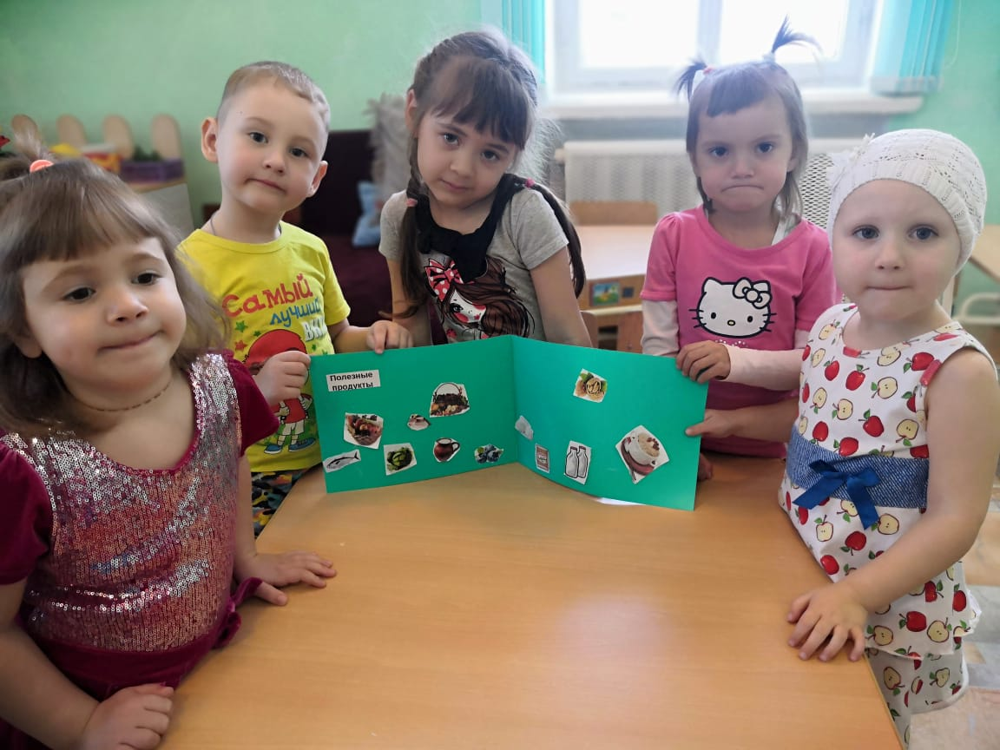 Самый
лучший
Полезные
продукты